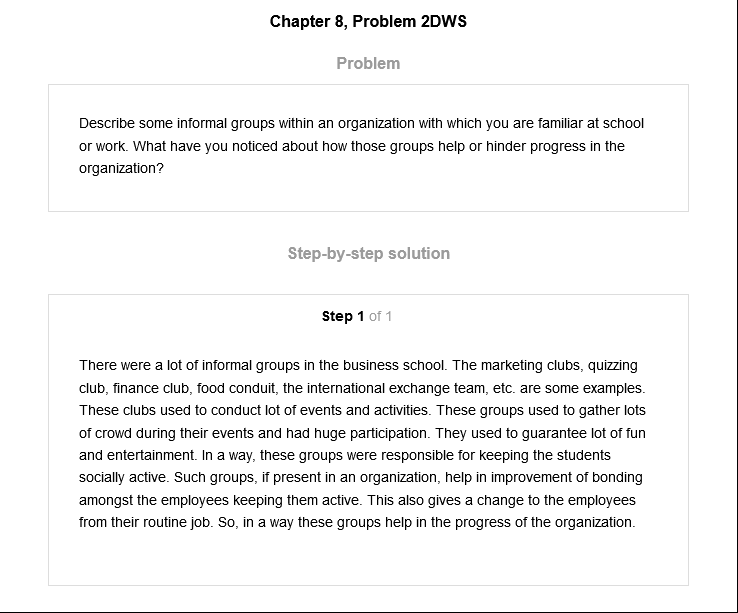 Chapter 8, Problem 2DWS
Problem
Describe some informal groups within an organization with which you are familiar at school
or work. What have you noticed about how those groups help or hinder progress in the
organization?
Step-by-step solution
Step 1 of 1
There were a lot of informal groups in the business school. The marketing clubs, quizzing
club, finance club, food conduit, the international exchange team, etc. are some examples.
These clubs used to conduct lot of events and activities. These groups used to gather lots
of crowd during their events and had huge participation. They used to guarantee lot of fun
and entertainment. In a way, these groups were responsible for keeping the students
socially active. Such groups, if present in an organization, help in improvement of bonding
amongst the employees keeping them active. This also gives a change to the employees
from their routine job. So, in a way these groups help in the progress of the organization.